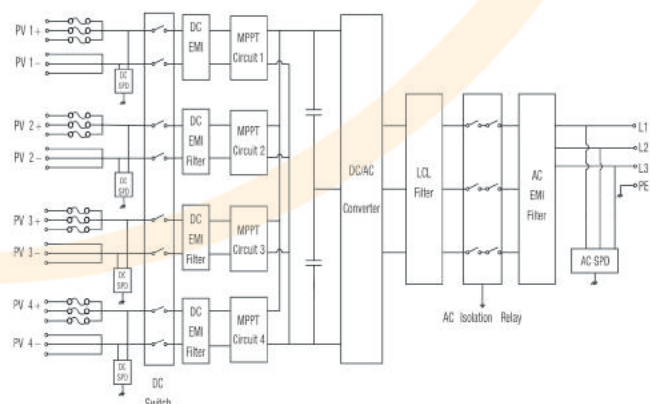 PV 1+
PV 1-
DC
SPD
DC
EMI
MPPT
Circuit 1
PV 2+
PV 2-
DC
SPD
DC
EMI
Filter
MPPT
Circuit 2
PV 3+
PV 3-
DC
SPD
DC
EMI
Filter
MPPT
Circuit 3
PV 4+
PV 4-
DC
SPD
DC
EMI
Filter
MPPT
Circuit 4
DC
Switch
DC/AC
Converter
LCL
Filter
AC Isolation Relay
AC
EMI
Filter
L1
L2
L3
PE
AC SPD